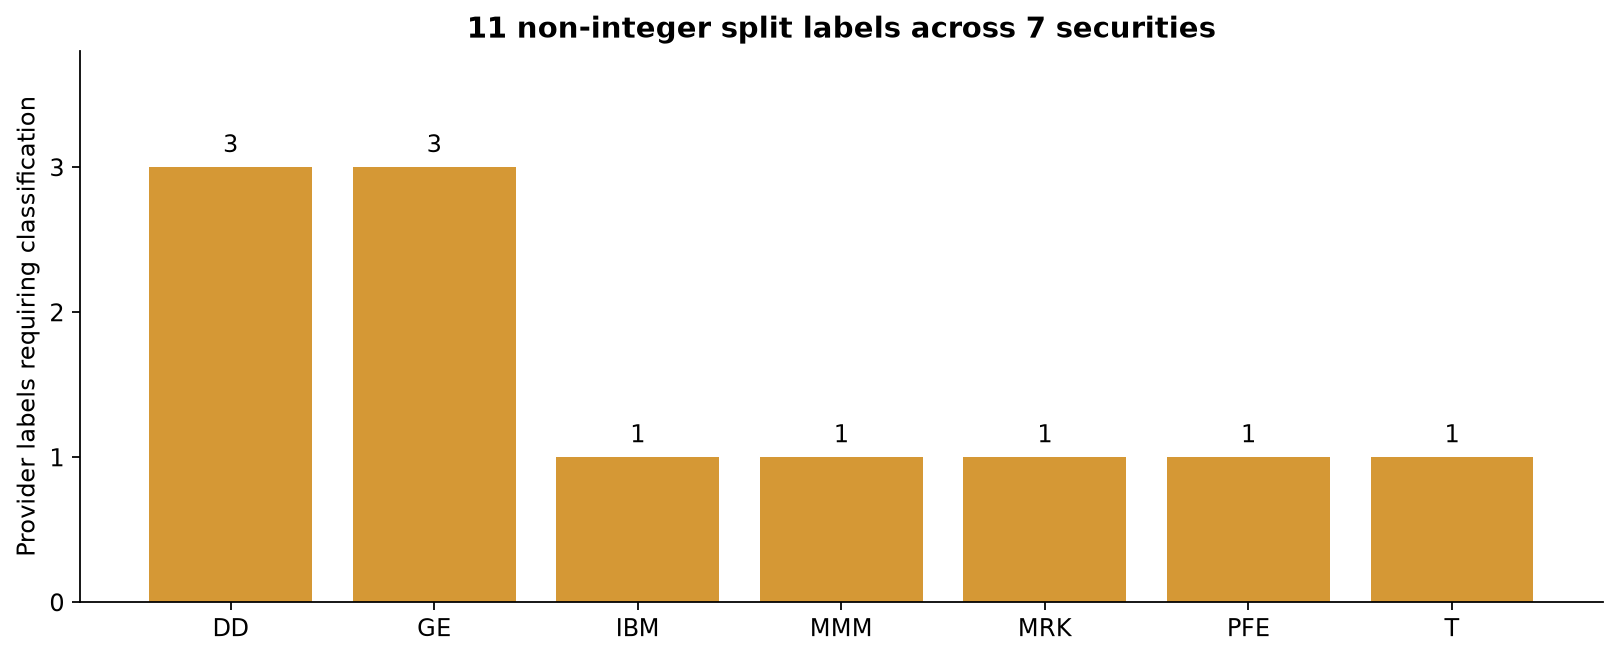 11 non-integer split labels across 7 securities
Provider labels requiring classification
3
2
1
0
3
3
1
1
1
1
1
DD
GE
IBM
MMM
MRK
PFE
T